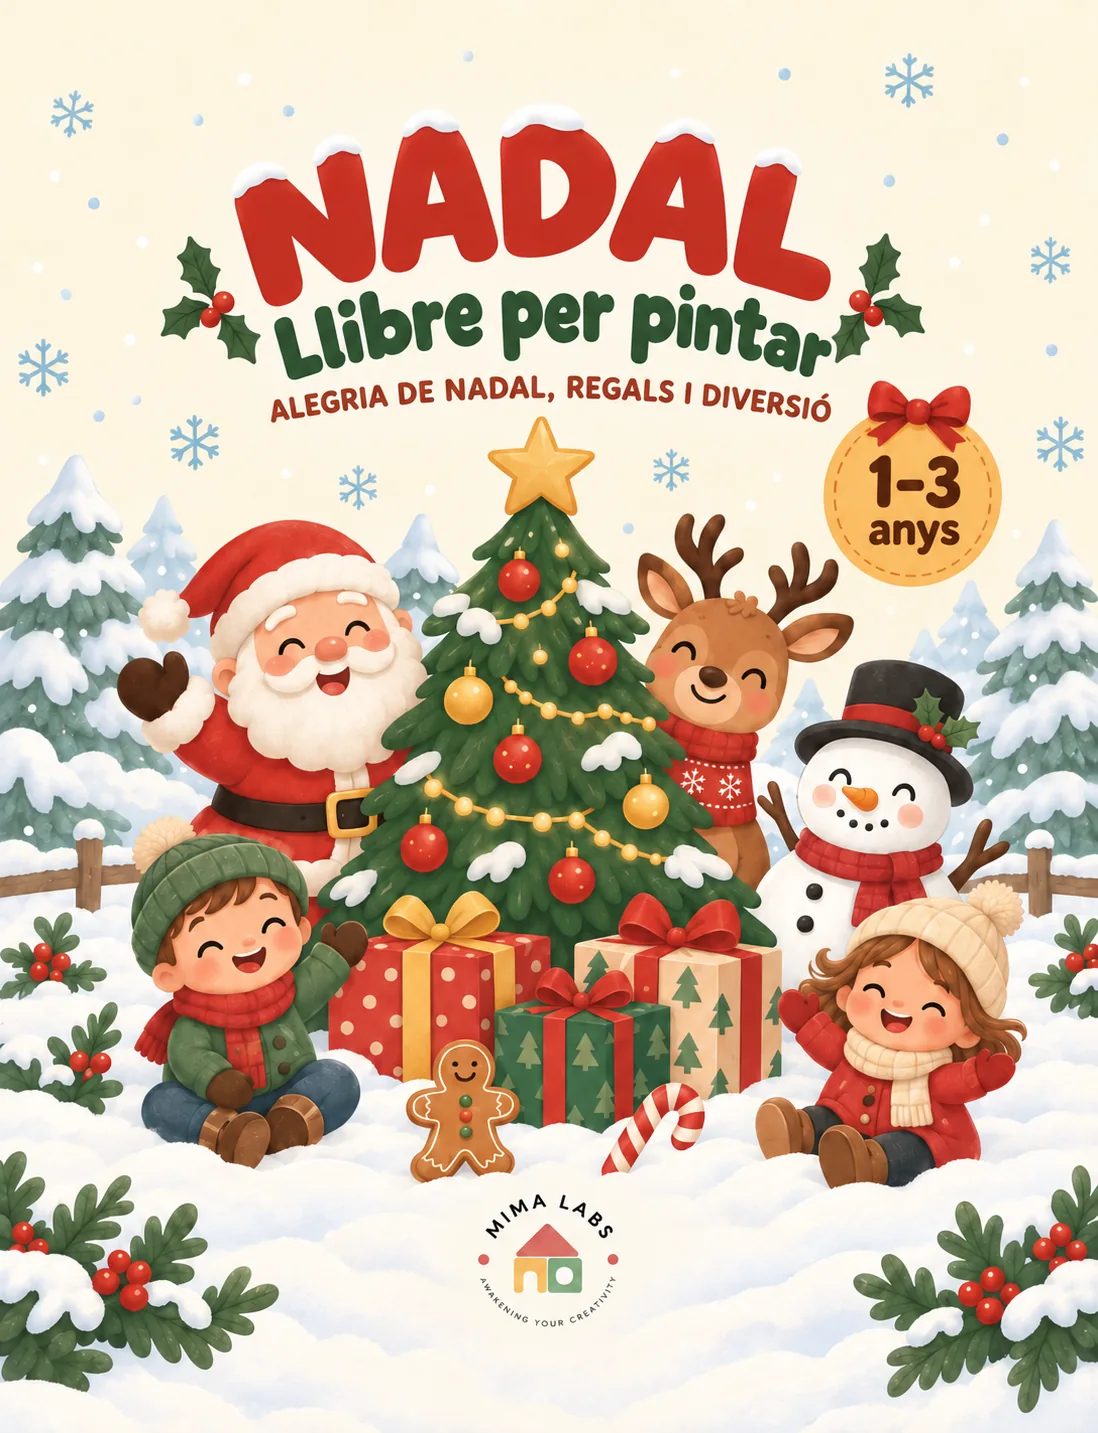 NADAL
Llibre per pintar
ALEGRIA DE NADAL, REGALS I DIVERSIÓ
1-3
anys
MIMA LABS
AWAKENING YOUR CREATIVITY